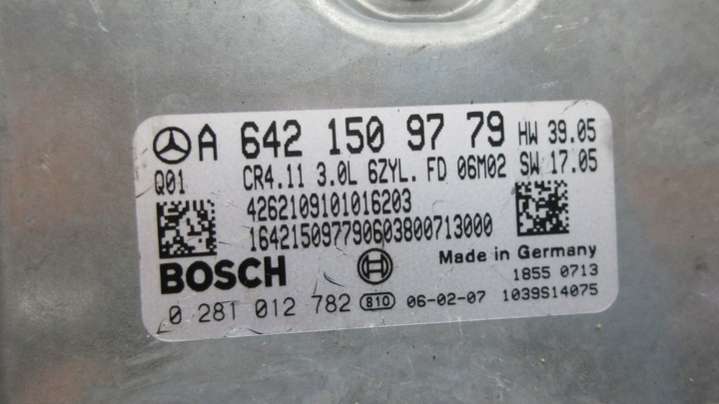 A 642 150 97 79 HW 39.05
Q01 CR4.11 3.0L 6ZYL. FD 06M02 SW 17.05
4262109101016203
164215097790603800713000
BOSCH Made in Germany
1855 0713
0 281 012 782 810 06-02-07 1039S14075